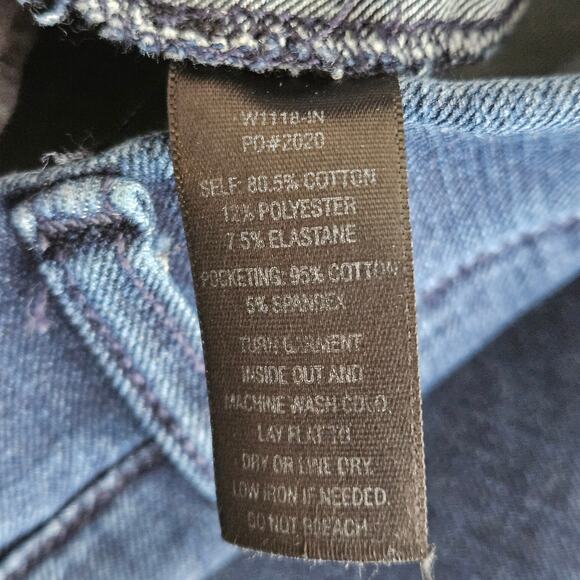 W1118-IN
PO#2020
SELF: 80.5% COTTON
12% POLYESTER
7.5% ELASTANE
POCKETING: 95% COTTON
5% SPANDEX
TURN GARMENT
INSIDE OUT AND
MACHINE WASH COLD.
LAY FLAT TO
DRY OR LINE DRY.
LOW IRON IF NEEDED.
DO NOT BLEACH